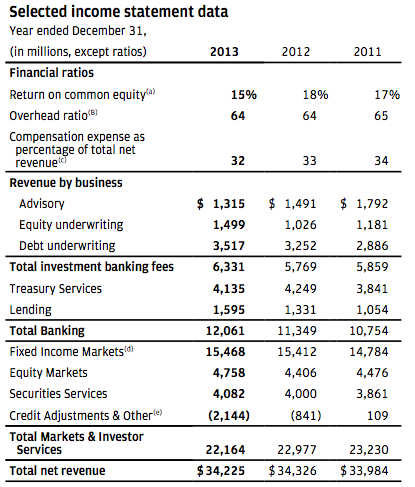 Selected income statement data
Year ended December 31,
(in millions, except ratios) 2013 2012 2011
Financial ratios
Return on common equity(a) 15% 18% 17%
Overhead ratio(B) 64 64 65
Compensation expense as
percentage of total net
revenue(c) 32 33 34
Revenue by business
Advisory $ 1,315 $ 1,491 $ 1,792
Equity underwriting 1,499 1,026 1,181
Debt underwriting 3,517 3,252 2,886
Total investment banking fees 6,331 5,769 5,859
Treasury Services 4,135 4,249 3,841
Lending 1,595 1,331 1,054
Total Banking 12,061 11,349 10,754
Fixed Income Markets(d) 15,468 15,412 14,784
Equity Markets 4,758 4,406 4,476
Securities Services 4,082 4,000 3,861
Credit Adjustments & Other(e) (2,144) (841) 109
Total Markets & Investor
Services 22,164 22,977 23,230
Total net revenue $34,225 $34,326 $33,984